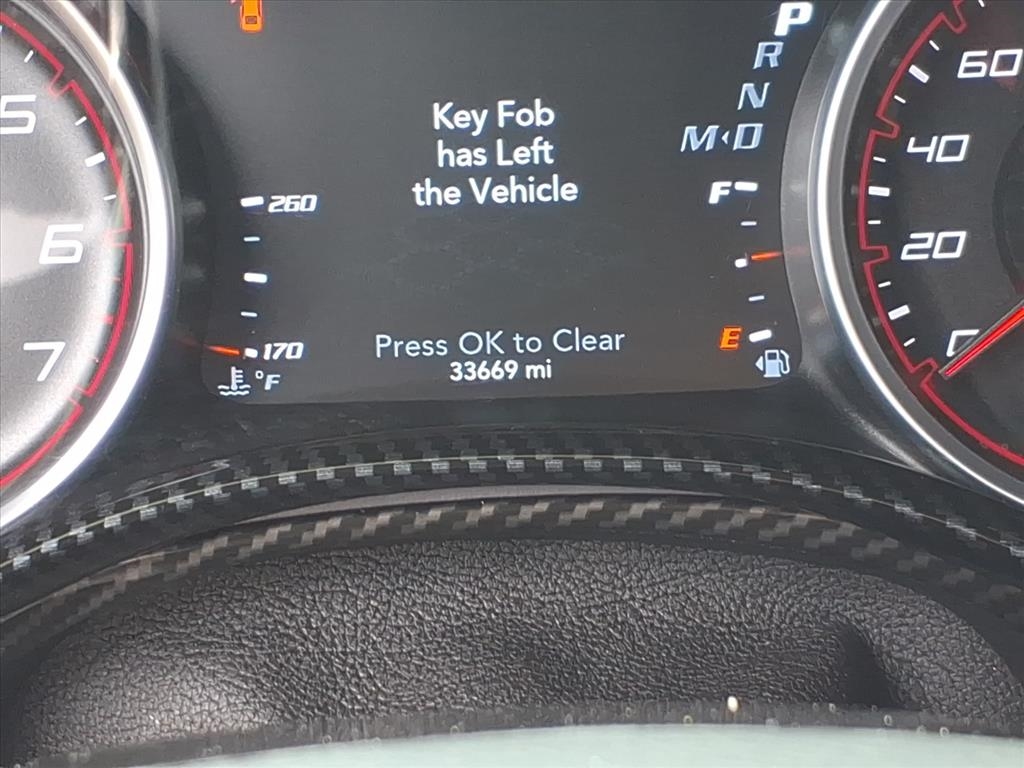 P
R
N
M◂D
Key Fob
has Left
the Vehicle
Press OK to Clear
33669 mi
260
170
°F
F
E
5
6
7
60
40
20
0